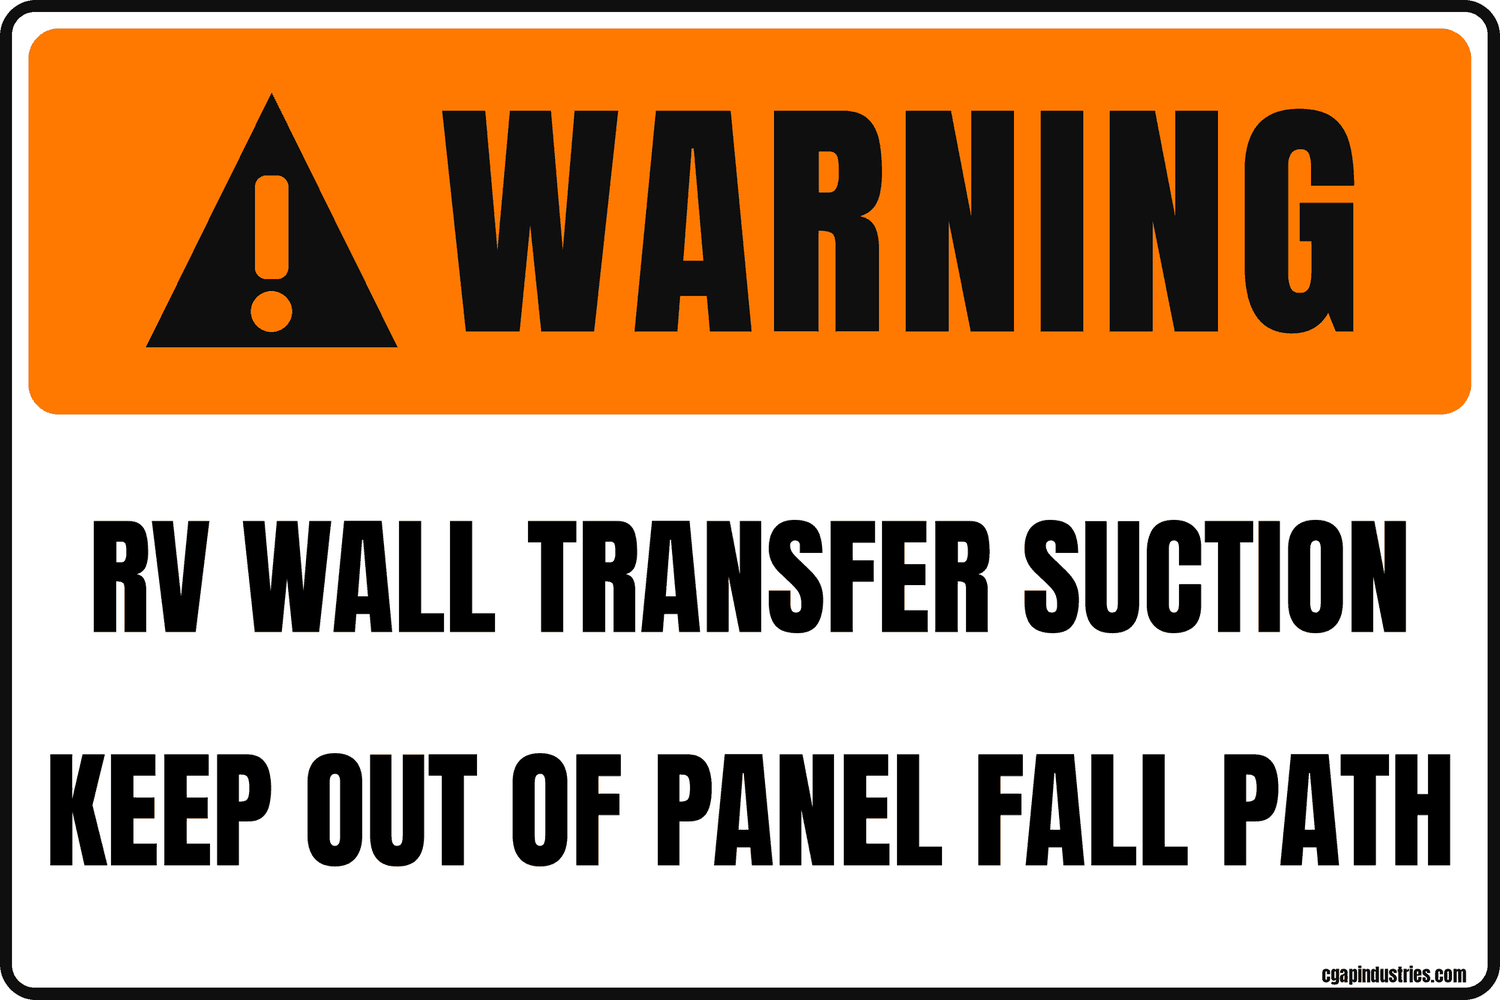 WARNING
RV WALL TRANSFER SUCTION
KEEP OUT OF PANEL FALL PATH
cgapindustries.com